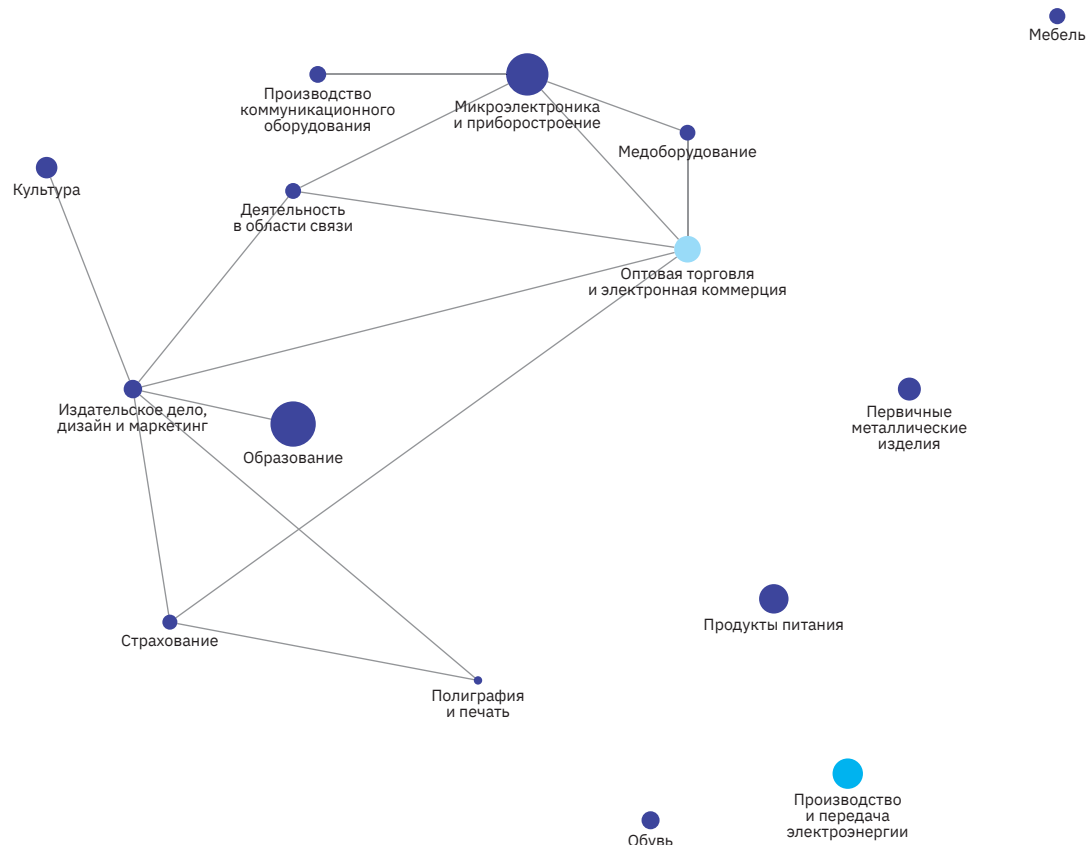 Мебель
Производство
коммуникационного
оборудования
Микроэлектроника
и приборостроение
Медоборудование
Культура
Деятельность
в области связи
Оптовая торговля
и электронная коммерция
Издательское дело,
дизайн и маркетинг
Образование
Первичные
металлические
изделия
Продукты питания
Страхование
Полиграфия
и печать
Производство
и передача
электроэнергии
Обувь